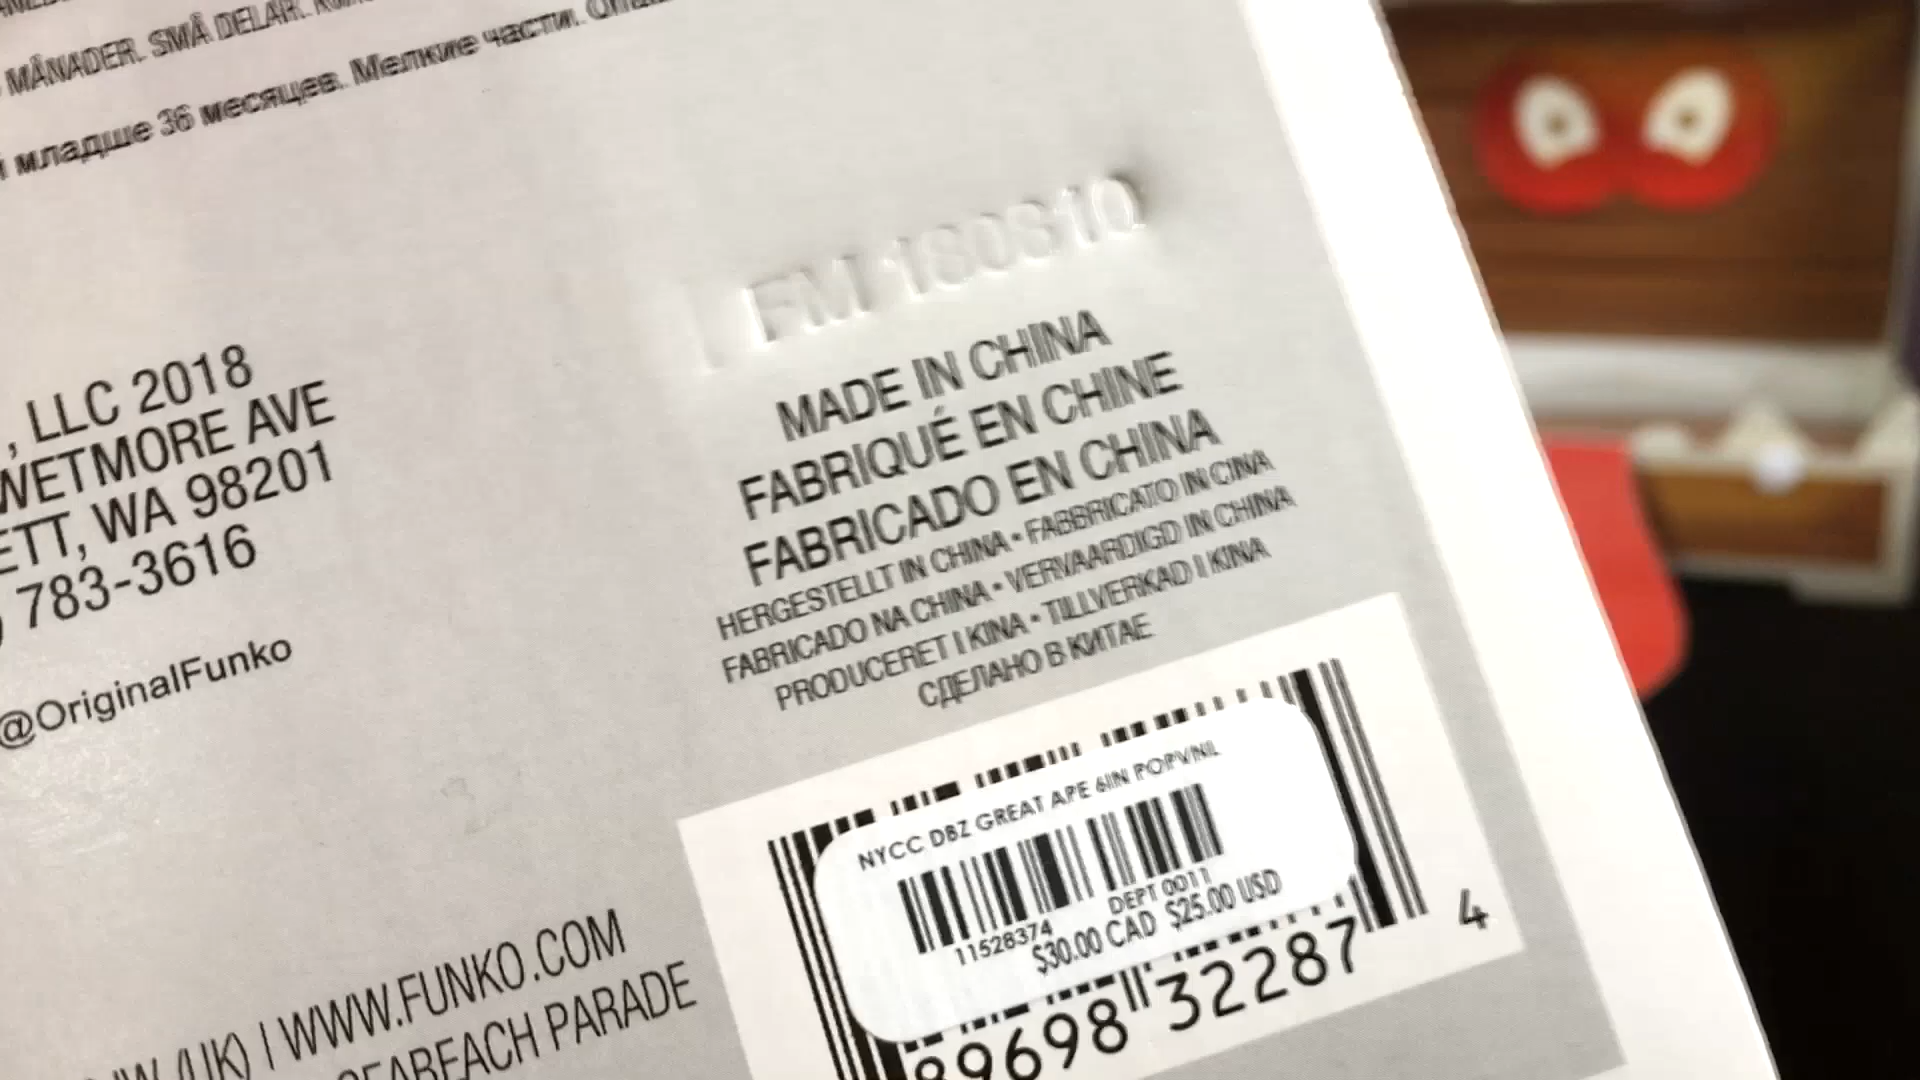 MÅNADER. SMÅ DELAR.
младше 36 месяцев. Мелкие части.
FM 180810
MADE IN CHINA
FABRIQUÉ EN CHINE
FABRICADO EN CHINA
HERGESTELLT IN CHINA • FABBRICATO IN CINA
FABRICADO NA CHINA • VERVAARDIGD IN CHINA
PRODUCERET I KINA • TILLVERKAD I KINA
СДЕЛАНО В КИТАЕ
, LLC 2018
WETMORE AVE
ETT, WA 98201
) 783-3616
@OriginalFunko
NYCC DBZ GREAT APE 6IN POPVNIL
11528374 DEPT 0011
$30.00 CAD $25.00 USD
89698 32287 4
(UK) | WWW.FUNKO.COM
SEABEACH PARADE